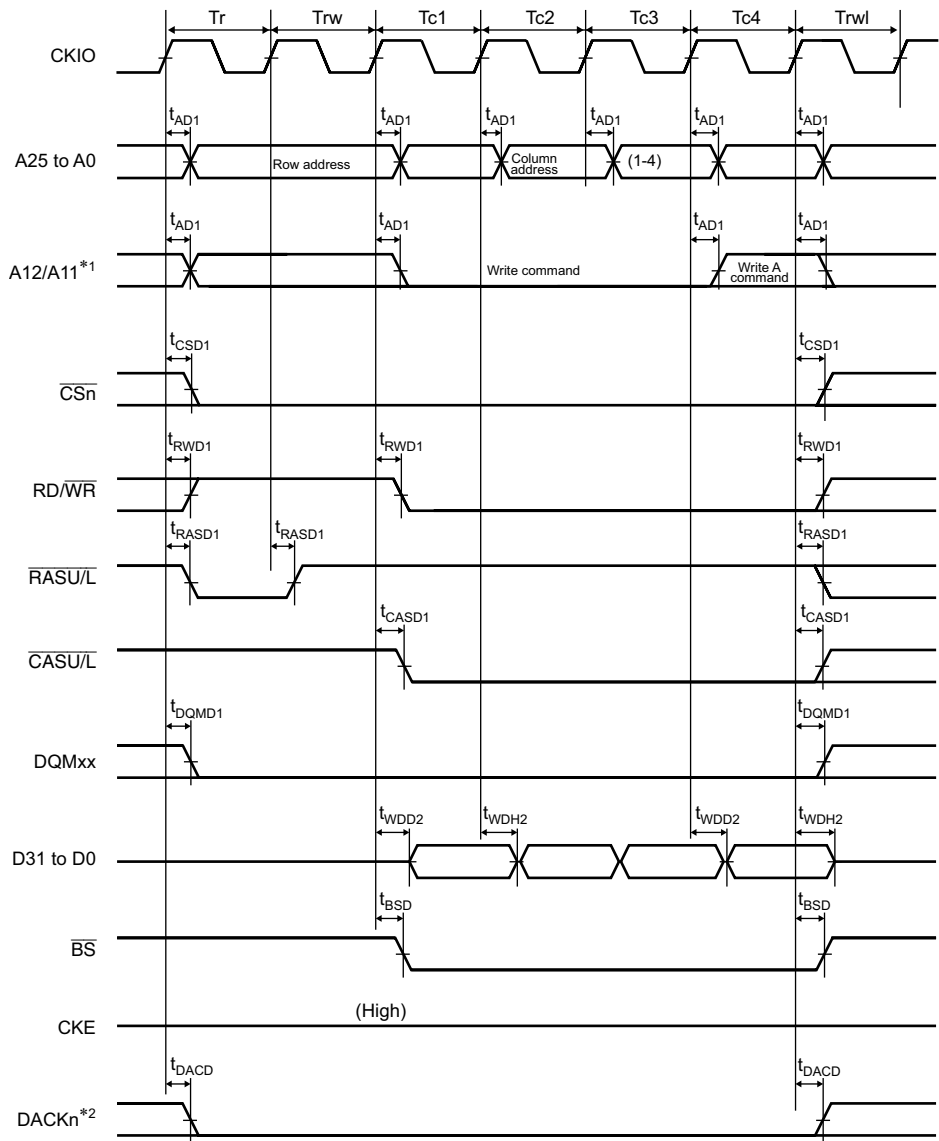 Tr Trw Tc1 Tc2 Tc3 Tc4 Trwl
CKIO
tAD1 tAD1 tAD1 tAD1 tAD1 tAD1
A25 to A0 Row address Column address (1-4)
tAD1 tAD1 tAD1 tAD1
A12/A11*1 Write command Write A command
tCSD1 tCSD1
CSn
tRWD1 tRWD1 tRWD1
RD/WR
tRASD1 tRASD1 tRASD1
RASU/L
tCASD1 tCASD1
CASU/L
tDQMD1 tDQMD1
DQMxx
tWDD2 tWDH2 tWDD2 tWDH2
D31 to D0
tBSD tBSD
BS
(High)
CKE
tDACD tDACD
DACKn*2